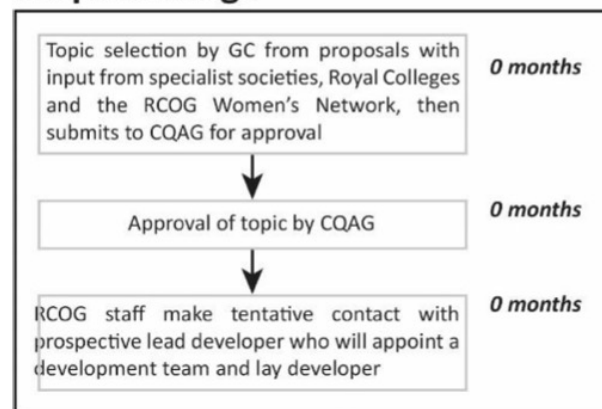 Topic selection by GC from proposals with
input from specialist societies, Royal Colleges
and the RCOG Women's Network, then
submits to CQAG for approval
0 months
Approval of topic by CQAG
0 months
RCOG staff make tentative contact with
prospective lead developer who will appoint a
development team and lay developer
0 months